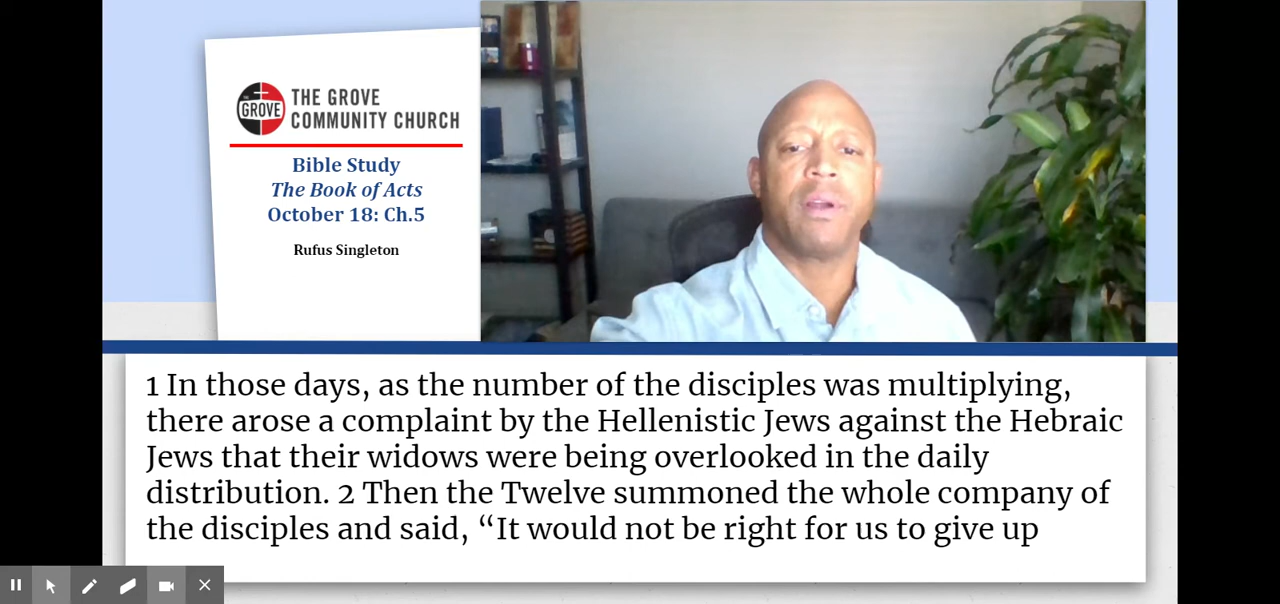 THE
GROVE
THE GROVE
COMMUNITY CHURCH
Bible Study
The Book of Acts
October 18: Ch.5
Rufus Singleton
1 In those days, as the number of the disciples was multiplying,
there arose a complaint by the Hellenistic Jews against the Hebraic
Jews that their widows were being overlooked in the daily
distribution. 2 Then the Twelve summoned the whole company of
the disciples and said, “It would not be right for us to give up